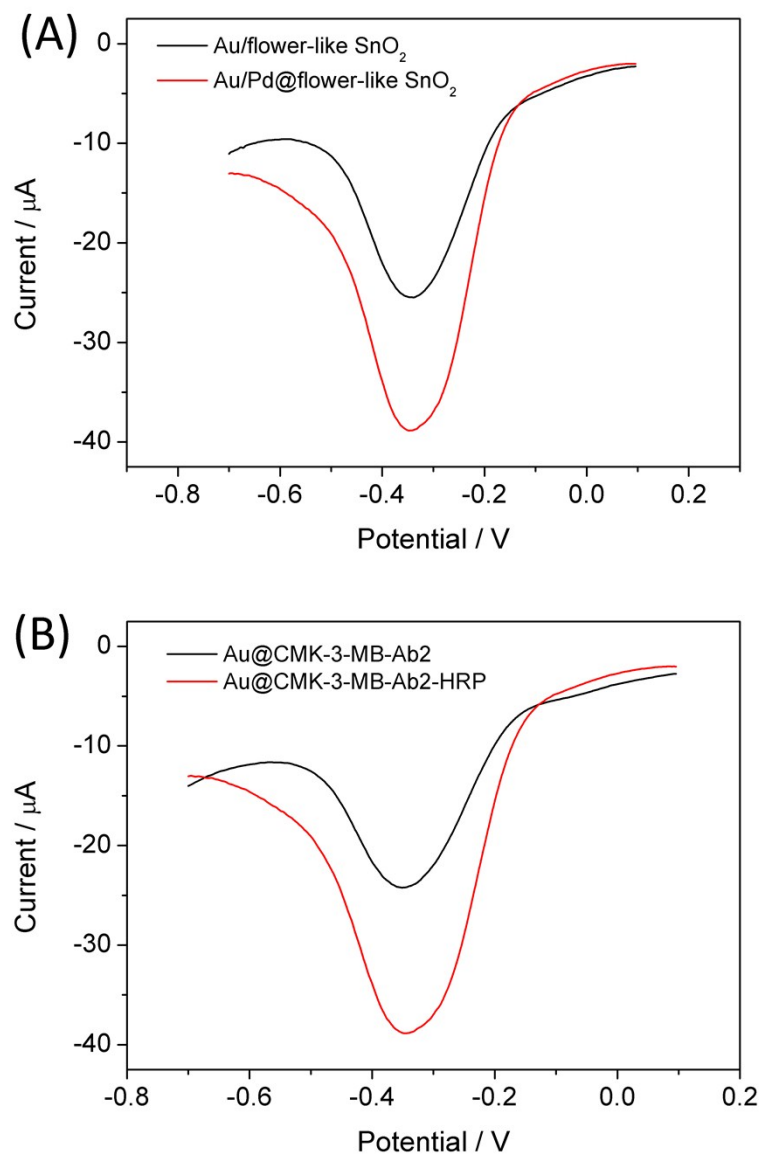 (A)
Au/flower-like SnO₂
Au/Pd@flower-like SnO₂
0
-10
-20
-30
-40
Current / μA
-0.8 -0.6 -0.4 -0.2 0.0 0.2
Potential / V
(B)
Au@CMK-3-MB-Ab2
Au@CMK-3-MB-Ab2-HRP
0
-10
-20
-30
-40
Current / μA
-0.8 -0.6 -0.4 -0.2 0.0 0.2
Potential / V